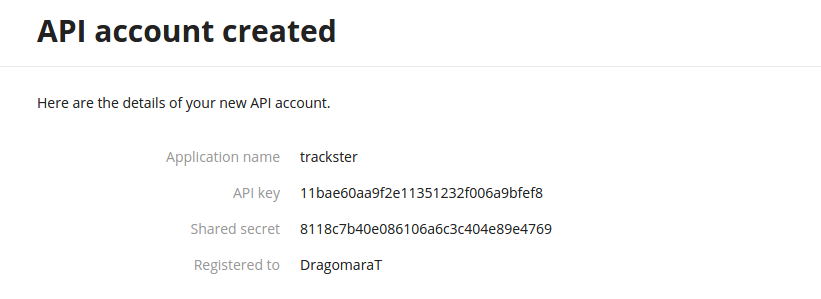 API account created
Here are the details of your new API account.
Application name trackster
API key 11bae60aa9f2e11351232f006a9bfef8
Shared secret 8118c7b40e086106a6c3c404e89e4769
Registered to DragomaraT